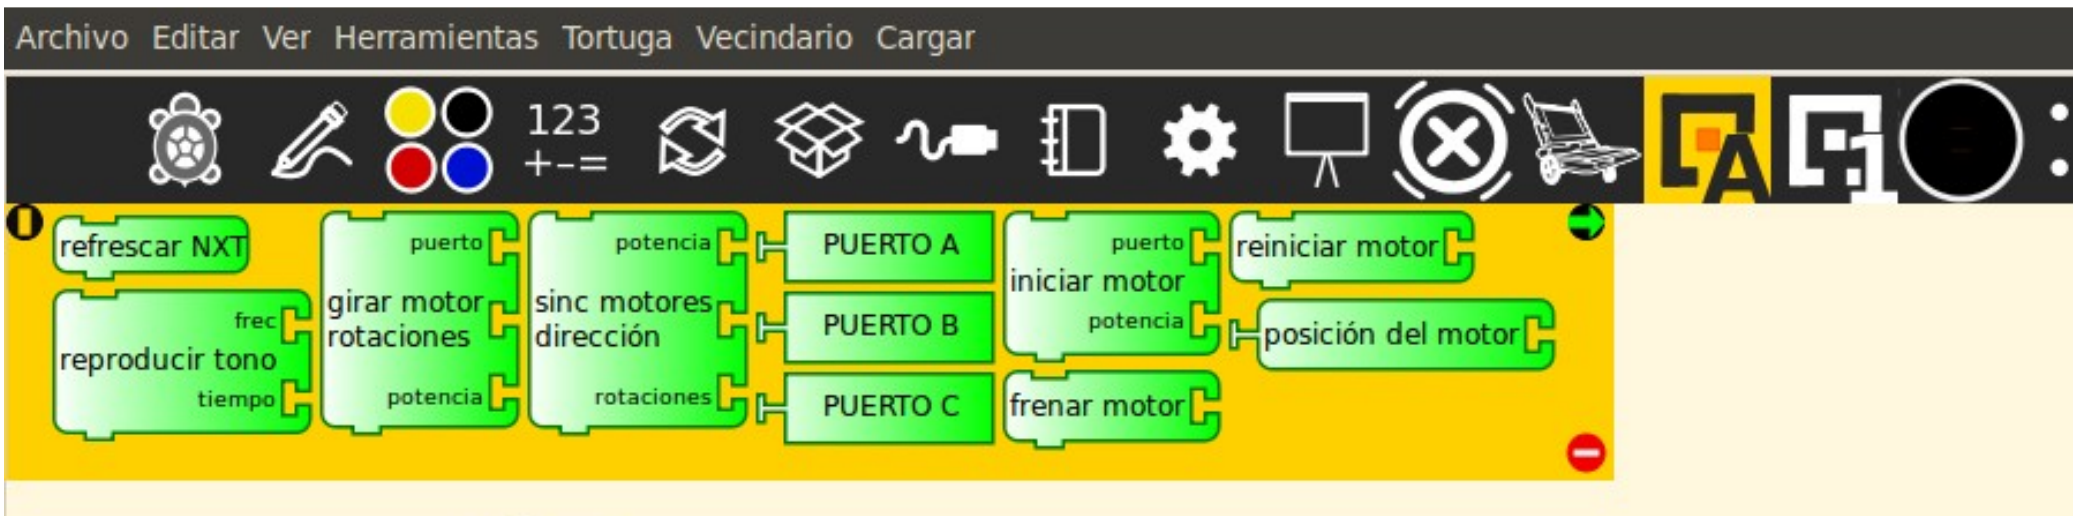 Archivo Editar Ver Herramientas Tortuga Vecindario Cargar
123
+-=
A
1
refrescar NXT
frec
reproducir tono
tiempo
puerto
girar motor
rotaciones
potencia
potencia
sinc motores
dirección
rotaciones
PUERTO A
PUERTO B
PUERTO C
puerto
iniciar motor
potencia
frenar motor
reiniciar motor
posición del motor